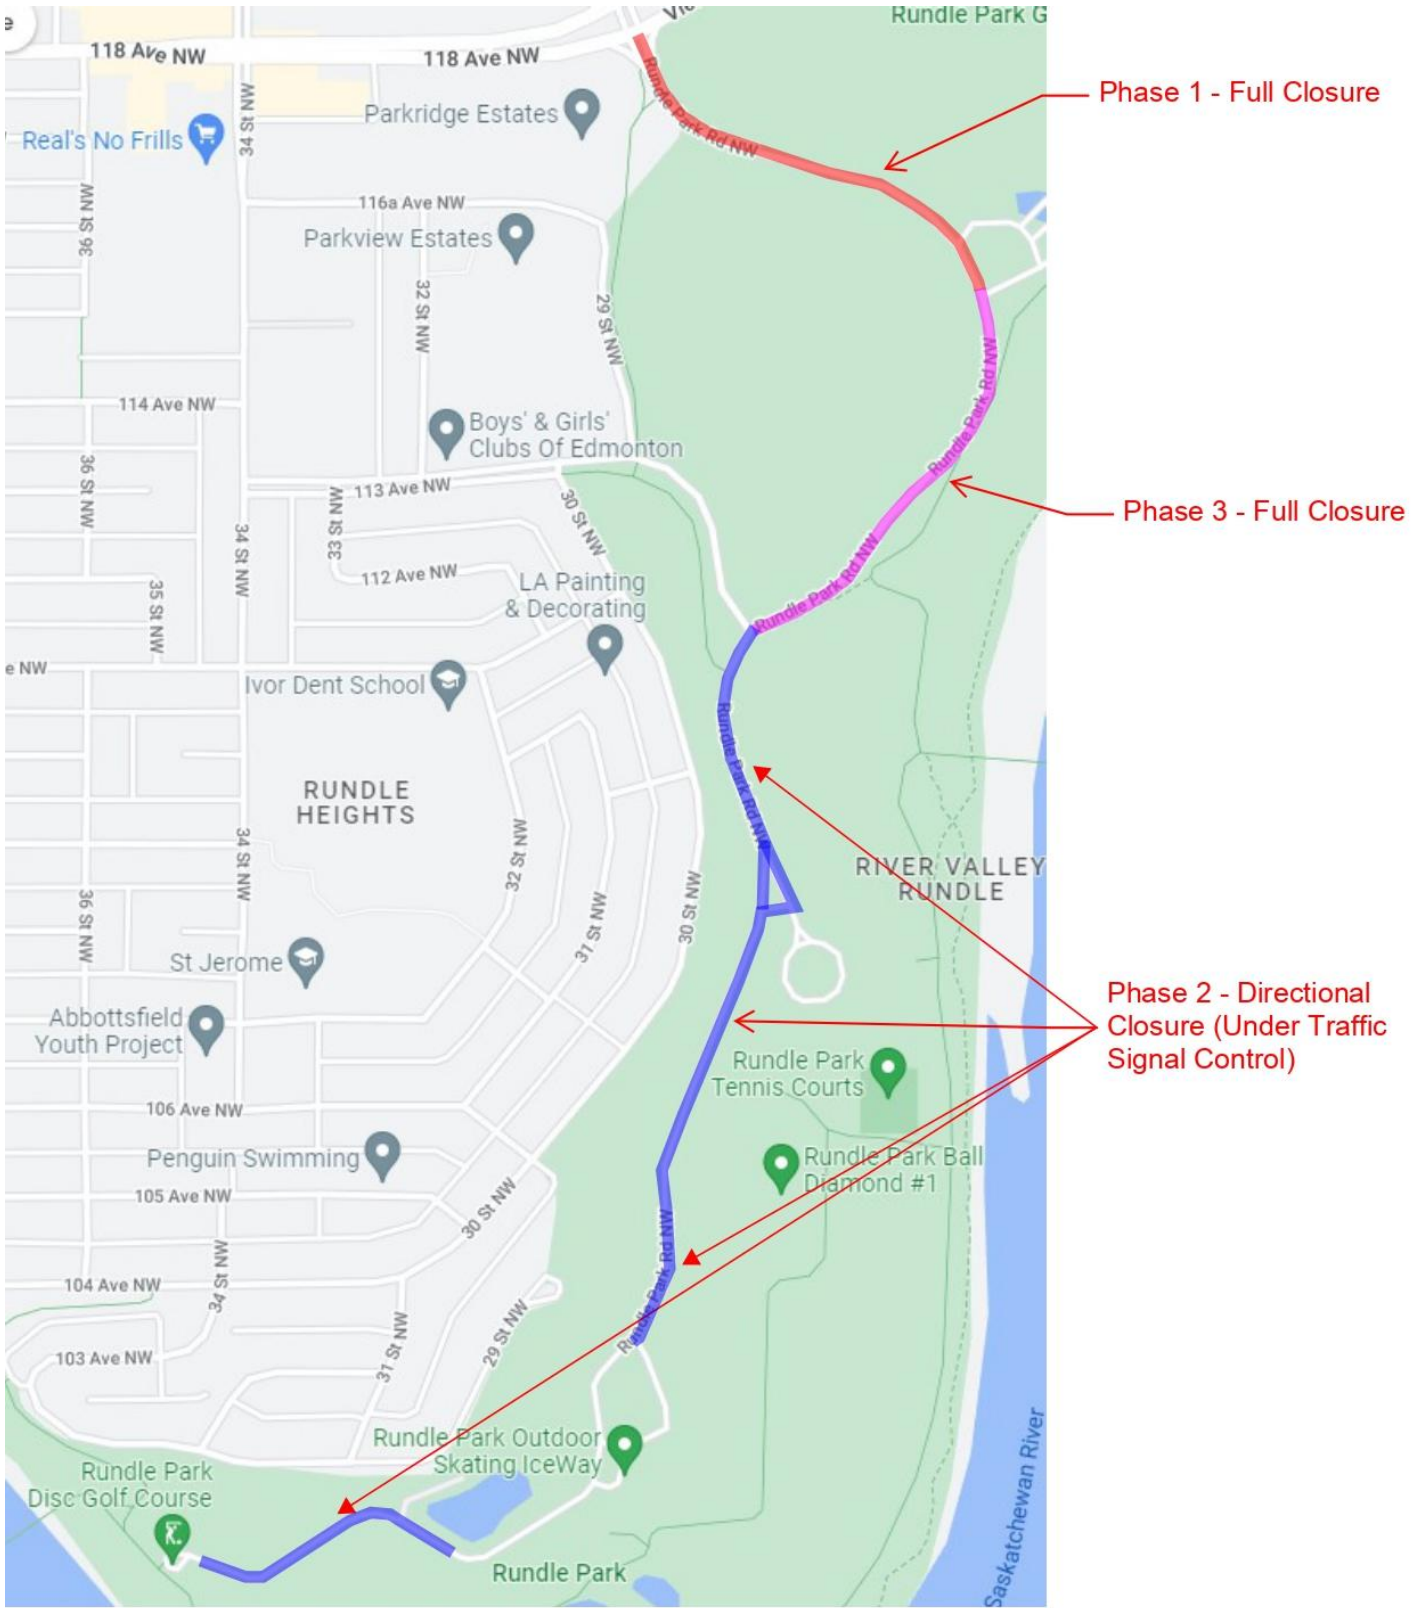 e
Vic
Rundle Park G
118 Ave NW
118 Ave NW
Rundle Park Rd NW
Phase 1 - Full Closure
Parkridge Estates
Real's No Frills
34 St NW
36 St NW
116a Ave NW
Parkview Estates
32 St NW
29 St NW
Rundle Park Rd NW
114 Ave NW
Boys' & Girls'
Clubs Of Edmonton
36 St NW
113 Ave NW
33 St NW
30 St NW
Phase 3 - Full Closure
34 St NW
112 Ave NW
35 St NW
LA Painting
& Decorating
Rundle Park Rd NW
e NW
Ivor Dent School
Rundle Park Rd NW
RUNDLE
HEIGHTS
34 St NW
32 St NW
RIVER VALLEY
RUNDLE
36 St NW
31 St NW
30 St NW
St Jerome
Abbottsfield
Youth Project
Phase 2 - Directional
Closure (Under Traffic
Signal Control)
Rundle Park
Tennis Courts
106 Ave NW
Penguin Swimming
Rundle Park Ball
Diamond #1
105 Ave NW
30 St NW
34 St NW
Rundle Park Rd NW
104 Ave NW
29 St NW
31 St NW
103 Ave NW
Rundle Park Outdoor
Skating IceWay
Rundle Park
Disc Golf Course
Saskatchewan River
Rundle Park